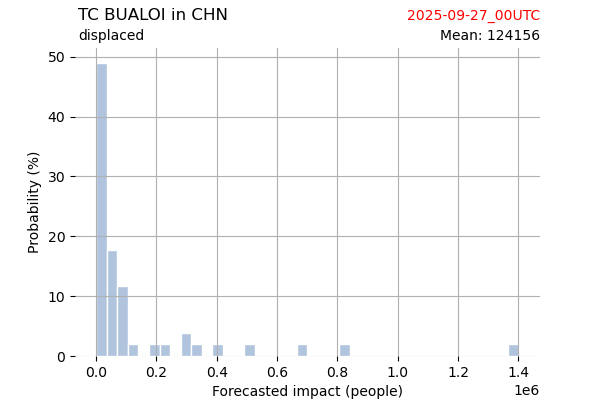 TC BUALOI in CHN
2025-09-27_00UTC
displaced
Mean: 124156
50
40
30
20
10
0
Probability (%)
0.0 0.2 0.4 0.6 0.8 1.0 1.2 1.4
1e6
Forecasted impact (people)